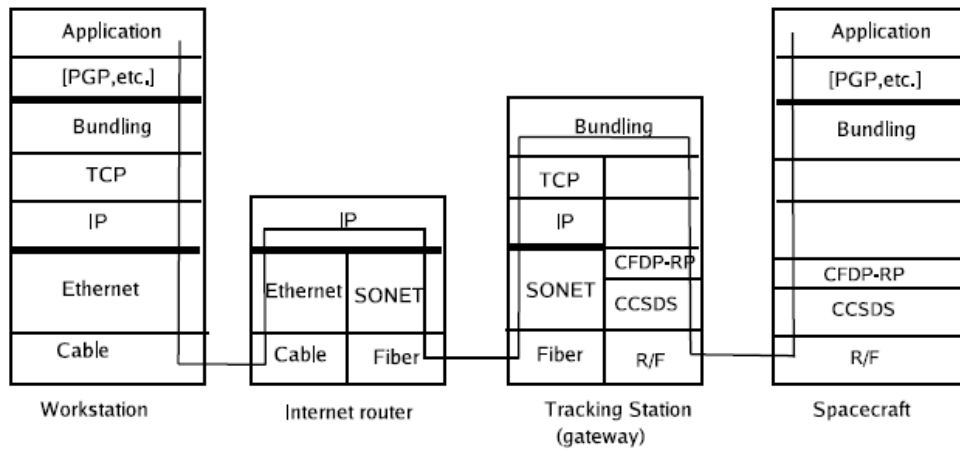 Application
[PGP,etc.]
Bundling
TCP
IP
Ethernet
Cable
Workstation
IP
Ethernet
SONET
Cable
Fiber
Internet router
Bundling
TCP
IP
SONET
CFDP-RP
CCSDS
Fiber
R/F
Tracking Station
(gateway)
Application
[PGP,etc.]
Bundling
CFDP-RP
CCSDS
R/F
Spacecraft